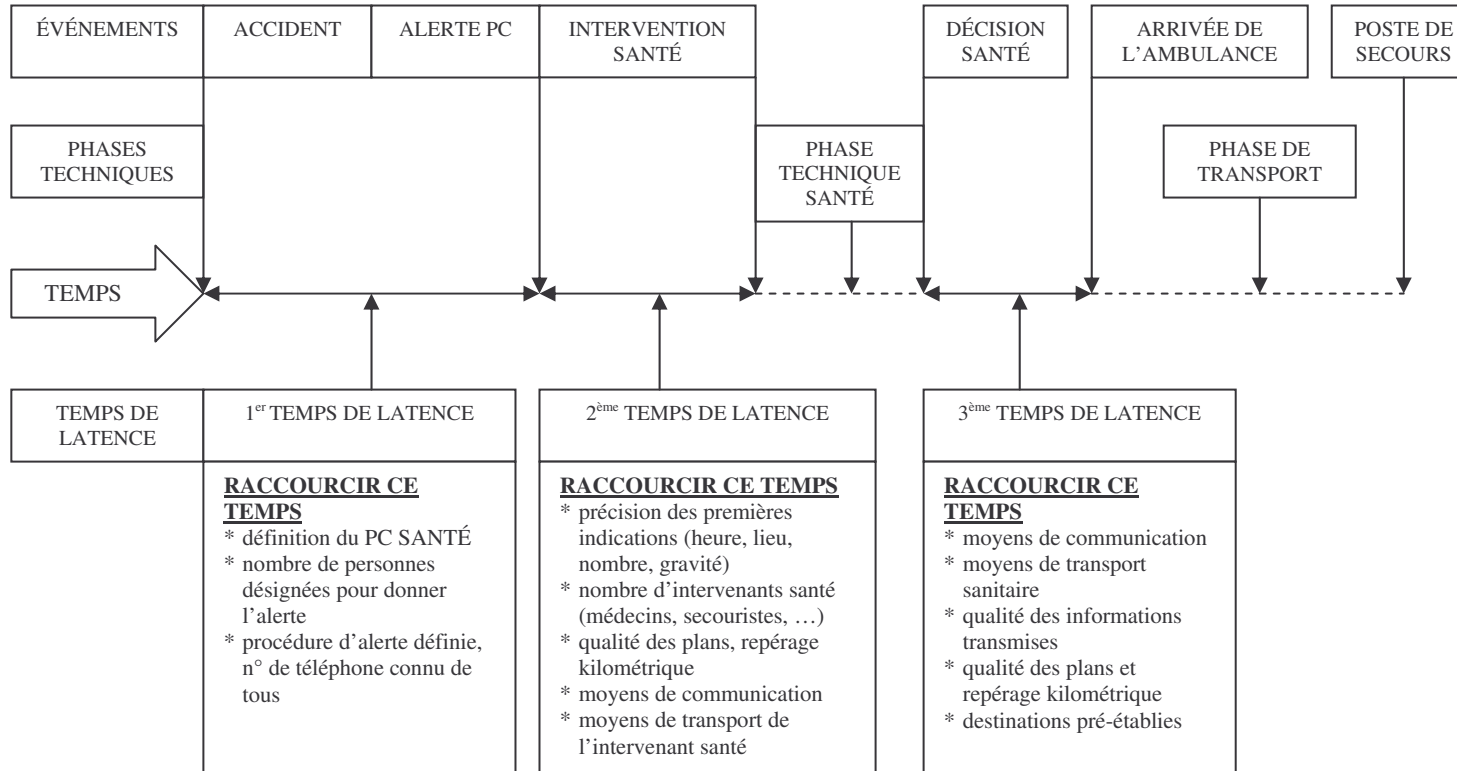 ÉVÉNEMENTS
ACCIDENT
ALERTE PC
INTERVENTION
SANTÉ
DÉCISION
SANTÉ
ARRIVÉE DE
L'AMBULANCE
POSTE DE
SECOURS
PHASES
TECHNIQUES
PHASE
TECHNIQUE
SANTÉ
PHASE DE
TRANSPORT
TEMPS
TEMPS DE
LATENCE
1er TEMPS DE LATENCE
2ème TEMPS DE LATENCE
3ème TEMPS DE LATENCE
RACCOURCIR CE
TEMPS
* définition du PC SANTÉ
* nombre de personnes
désignées pour donner
l'alerte
* procédure d'alerte définie,
n° de téléphone connu de
tous
RACCOURCIR CE TEMPS
* précision des premières
indications (heure, lieu,
nombre, gravité)
* nombre d'intervenants santé
(médecins, secouristes, …)
* qualité des plans, repérage
kilométrique
* moyens de communication
* moyens de transport de
l'intervenant santé
RACCOURCIR CE
TEMPS
* moyens de communication
* moyens de transport
sanitaire
* qualité des informations
transmises
* qualité des plans et
repérage kilométrique
* destinations pré-établies